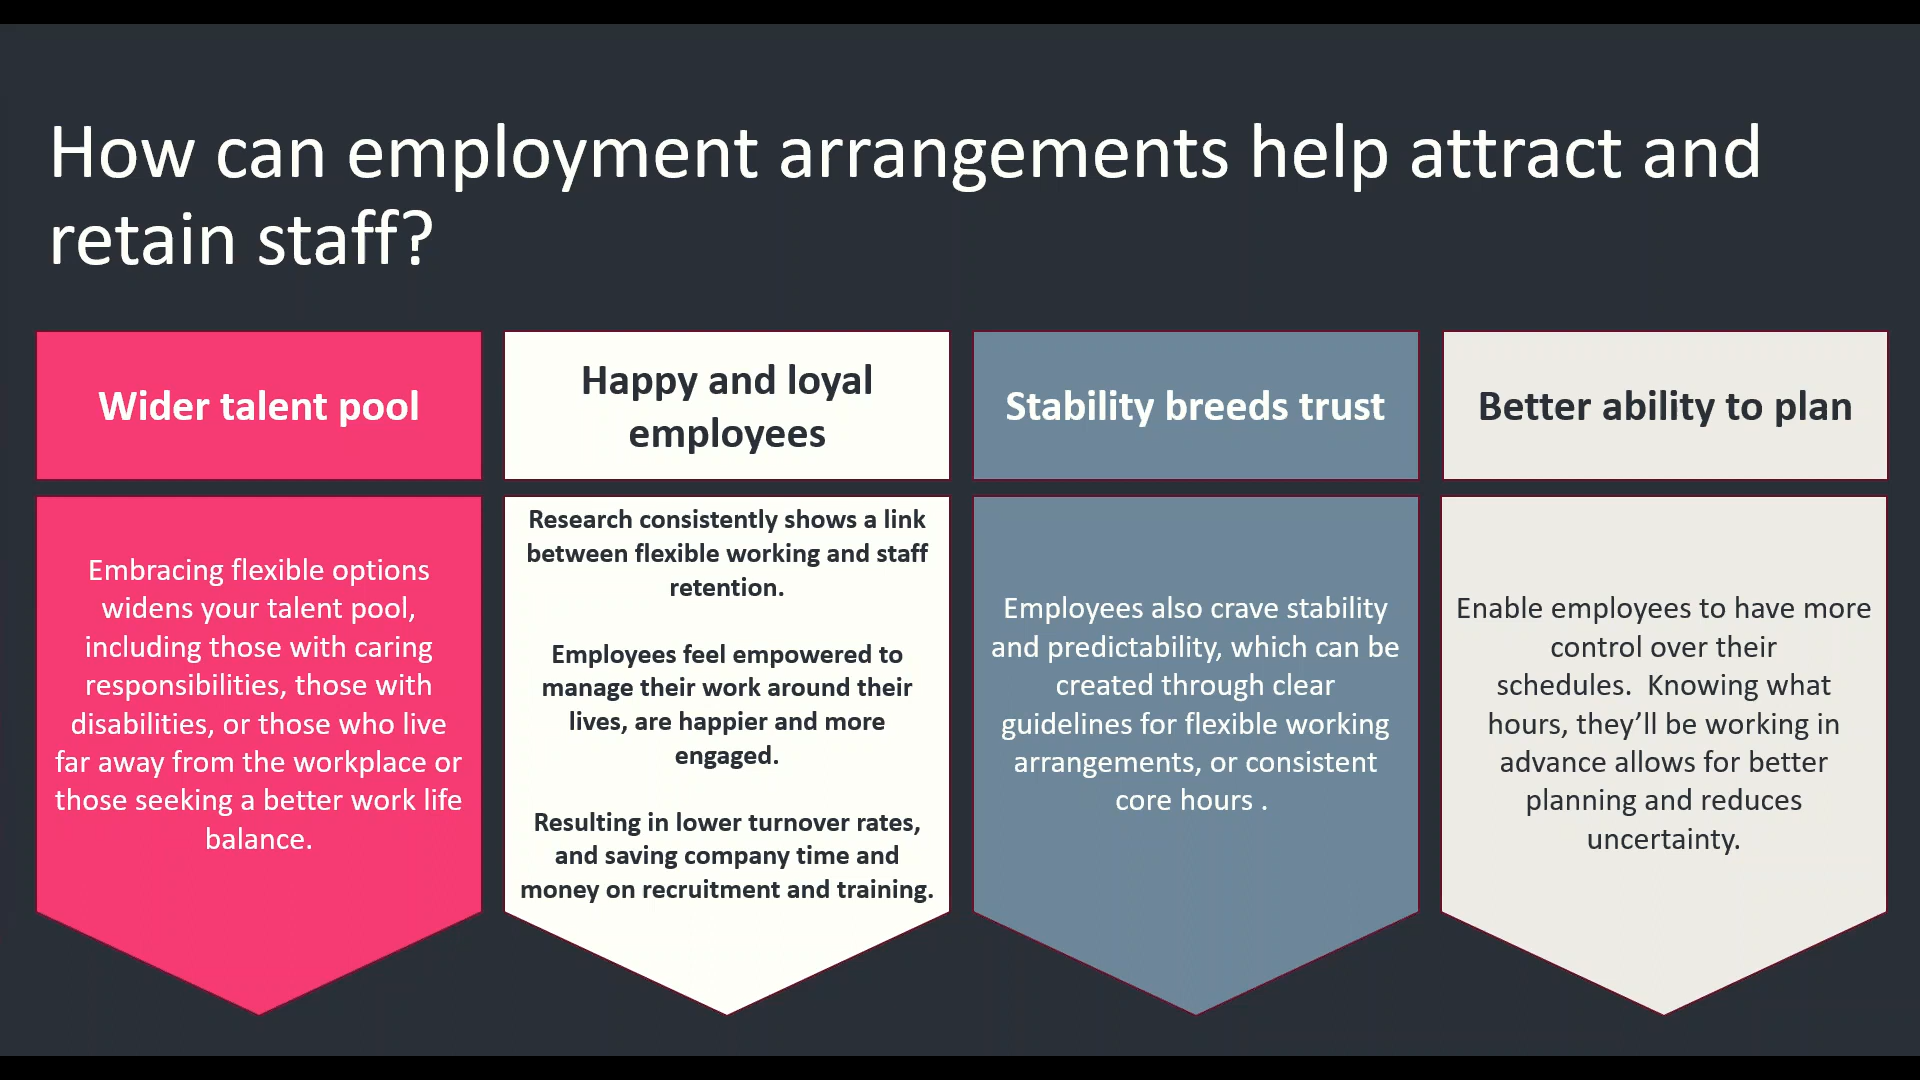 How can employment arrangements help attract and
retain staff?
Wider talent pool
Embracing flexible options
widens your talent pool,
including those with caring
responsibilities, those with
disabilities, or those who live
far away from the workplace or
those seeking a better work life
balance.
Happy and loyal
employees
Research consistently shows a link
between flexible working and staff
retention.
Employees feel empowered to
manage their work around their
lives, are happier and more
engaged.
Resulting in lower turnover rates,
and saving company time and
money on recruitment and training.
Stability breeds trust
Employees also crave stability
and predictability, which can be
created through clear
guidelines for flexible working
arrangements, or consistent
core hours .
Better ability to plan
Enable employees to have more
control over their
schedules.  Knowing what
hours, they’ll be working in
advance allows for better
planning and reduces
uncertainty.